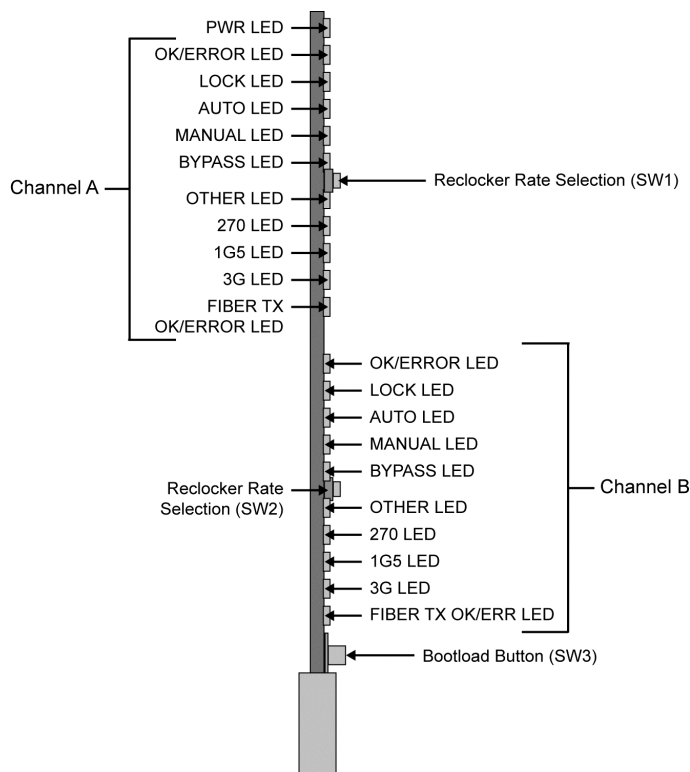 PWR LED
OK/ERROR LED
LOCK LED
AUTO LED
MANUAL LED
BYPASS LED
Channel A
Reclocker Rate Selection (SW1)
OTHER LED
270 LED
1G5 LED
3G LED
FIBER TX
OK/ERROR LED
OK/ERROR LED
LOCK LED
AUTO LED
MANUAL LED
BYPASS LED
Reclocker Rate
Selection (SW2)
Channel B
OTHER LED
270 LED
1G5 LED
3G LED
FIBER TX OK/ERR LED
Bootload Button (SW3)